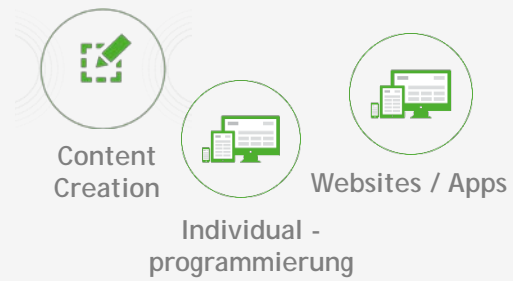 Content
Creation
Websites / Apps
Individual -
programmierung